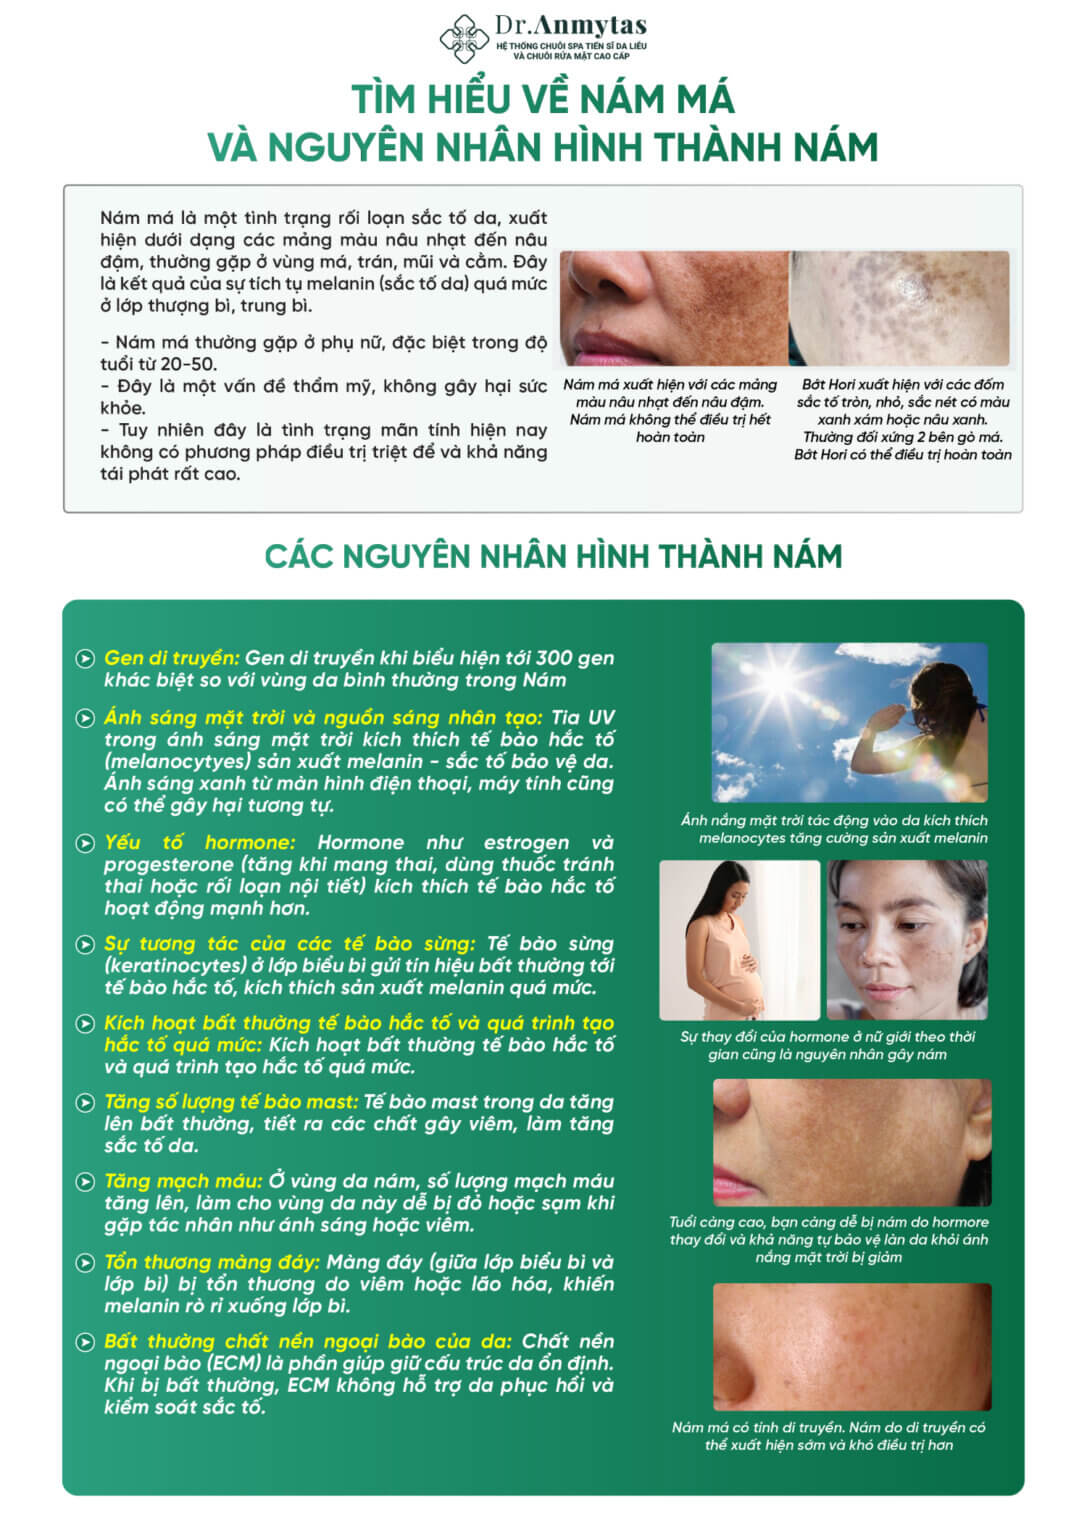 Dr.Anmytas
HỆ THỐNG CHUỖI SPA TIẾN SĨ DA LIỄU
VÀ CHUỖI RỬA MẶT CAO CẤP
TÌM HIỂU VỀ NÁM MÁ
VÀ NGUYÊN NHÂN HÌNH THÀNH NÁM
Nám má là một tình trạng rối loạn sắc tố da, xuất
hiện dưới dạng các mảng màu nâu nhạt đến nâu
đậm, thường gặp ở vùng má, trán, mũi và cằm. Đây
là kết quả của sự tích tụ melanin (sắc tố da) quá mức
ở lớp thượng bì, trung bì.
- Nám má thường gặp ở phụ nữ, đặc biệt trong độ
tuổi từ 20-50.
- Đây là một vấn đề thẩm mỹ, không gây hại sức
khỏe.
- Tuy nhiên đây là tình trạng mãn tính hiện nay
không có phương pháp điều trị triệt để và khả năng
tái phát rất cao.
Nám má xuất hiện với các mảng
màu nâu nhạt đến nâu đậm.
Nám má không thể điều trị hết
hoàn toàn
Bớt Hori xuất hiện với các đốm
sắc tố tròn, nhỏ, sắc nét có màu
xanh xám hoặc nâu xanh.
Thường đối xứng 2 bên gò má.
Bớt Hori có thể điều trị hoàn toàn
CÁC NGUYÊN NHÂN HÌNH THÀNH NÁM
Gen di truyền: Gen di truyền khi biểu hiện tới 300 gen
khác biệt so với vùng da bình thường trong Nám
Ánh sáng mặt trời và nguồn sáng nhân tạo: Tia UV
trong ánh sáng mặt trời kích thích tế bào hắc tố
(melanocytyes) sản xuất melanin - sắc tố bảo vệ da.
Ánh sáng xanh từ màn hình điện thoại, máy tính cũng
có thể gây hại tương tự.
Yếu tố hormone: Hormone như estrogen và
progesterone (tăng khi mang thai, dùng thuốc tránh
thai hoặc rối loạn nội tiết) kích thích tế bào hắc tố
hoạt động mạnh hơn.
Sự tương tác của các tế bào sừng: Tế bào sừng
(keratinocytes) ở lớp biểu bì gửi tín hiệu bất thường tới
tế bào hắc tố, kích thích sản xuất melanin quá mức.
Kích hoạt bất thường tế bào hắc tố và quá trình tạo
hắc tố quá mức: Kích hoạt bất thường tế bào hắc tố
và quá trình tạo hắc tố quá mức.
Tăng số lượng tế bào mast: Tế bào mast trong da tăng
lên bất thường, tiết ra các chất gây viêm, làm tăng
sắc tố da.
Tăng mạch máu: Ở vùng da nám, số lượng mạch máu
tăng lên, làm cho vùng da này dễ bị đỏ hoặc sạm khi
gặp tác nhân như ánh sáng hoặc viêm.
Tổn thương màng đáy: Màng đáy (giữa lớp biểu bì và
lớp bì) bị tổn thương do viêm hoặc lão hóa, khiến
melanin rò rỉ xuống lớp bì.
Bất thường chất nền ngoại bào của da: Chất nền
ngoại bào (ECM) là phần giúp giữ cấu trúc da ổn định.
Khi bị bất thường, ECM không hỗ trợ da phục hồi và
kiểm soát sắc tố.
Ánh nắng mặt trời tác động vào da kích thích
melanocytes tăng cường sản xuất melanin
Sự thay đổi của hormone ở nữ giới theo thời
gian cũng là nguyên nhân gây nám
Tuổi càng cao, bạn càng dễ bị nám do hormore
thay đổi và khả năng tự bảo vệ làn da khỏi ánh
nắng mặt trời bị giảm
Nám má có tính di truyền. Nám do di truyền có
thể xuất hiện sớm và khó điều trị hơn